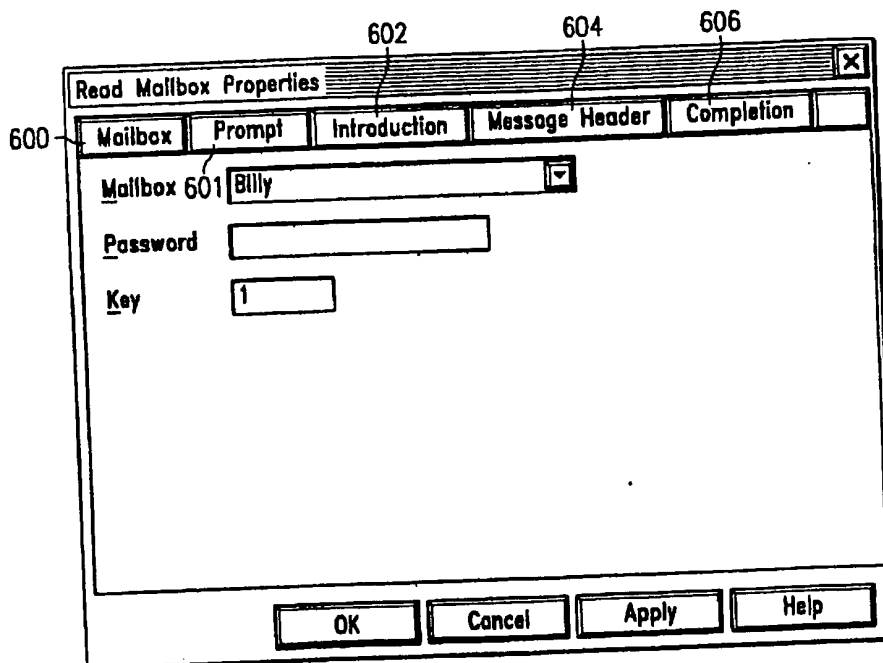 602 604 606
Read Mailbox Properties
600 Mailbox Prompt Introduction Message Header Completion
Mailbox 601 Billy
Password
Key 1
OK Cancel Apply Help